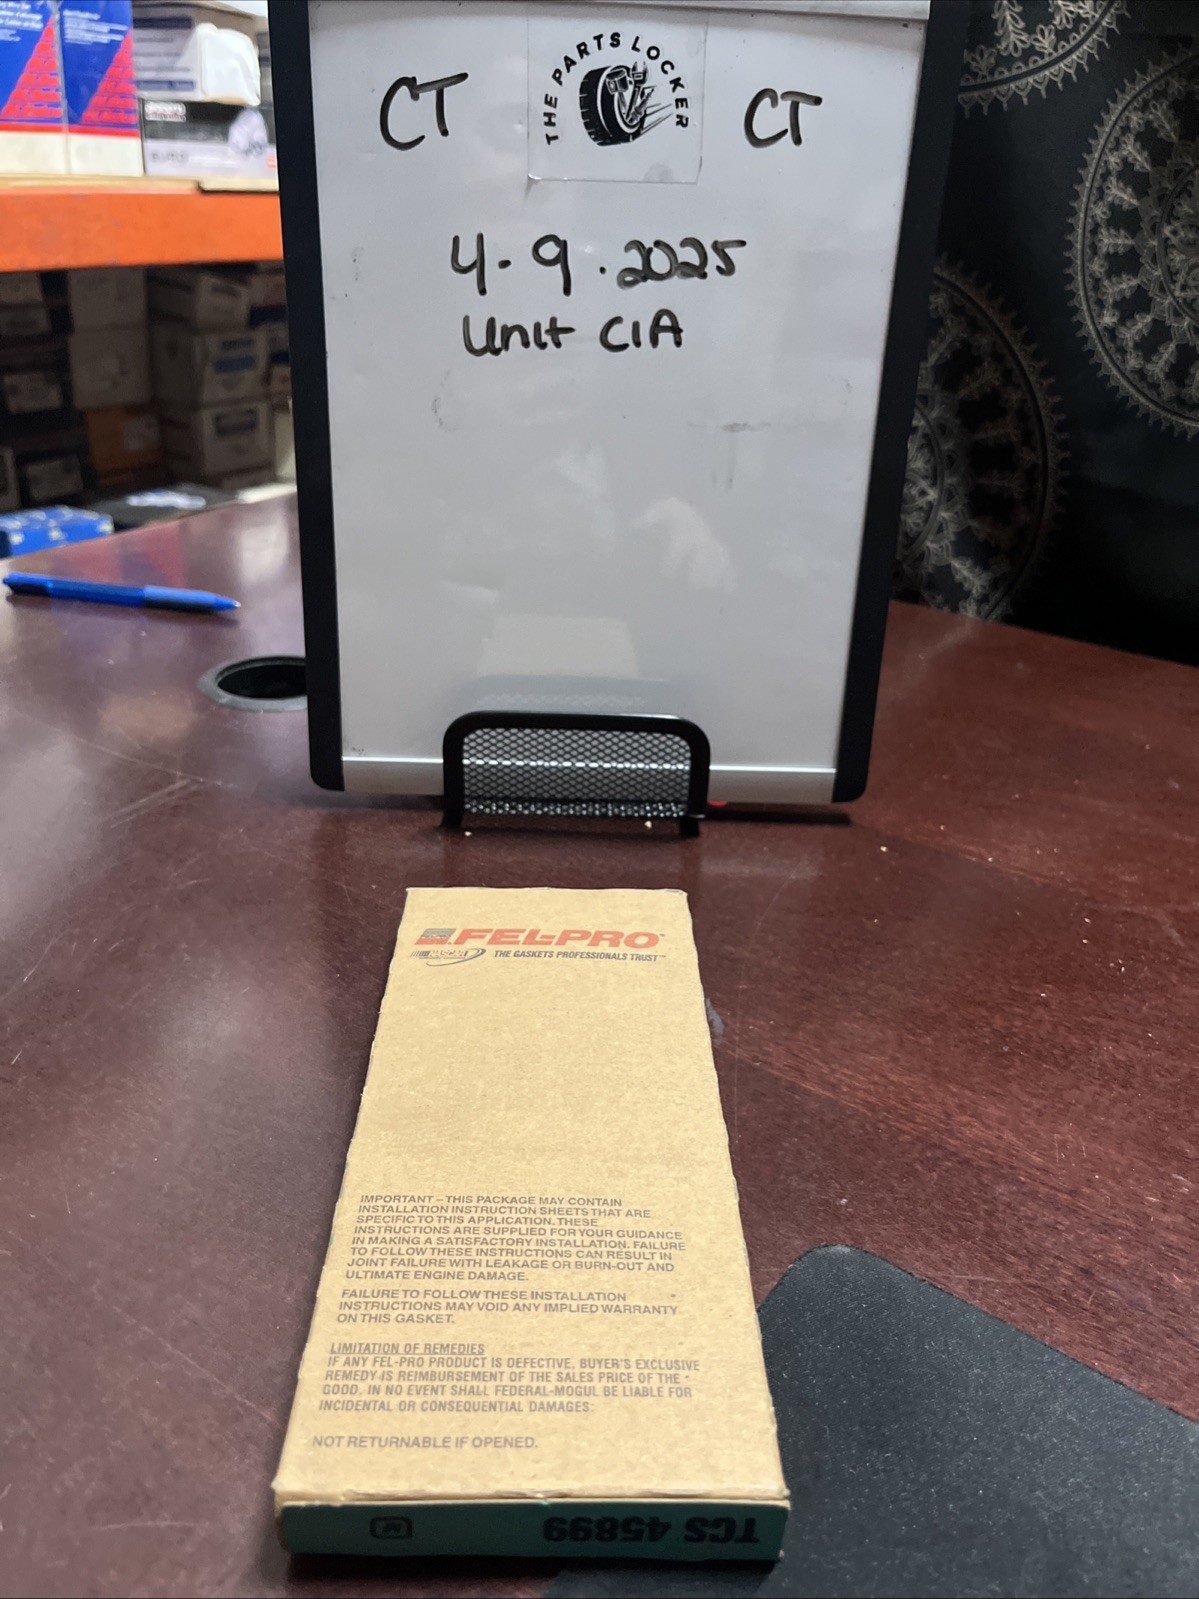 THE PARTS LOCKER
CT CT
4-9.2025
Unit C1A
FEL-PRO
NASCAR THE GASKETS PROFESSIONALS TRUST™
IMPORTANT – THIS PACKAGE MAY CONTAIN
INSTALLATION INSTRUCTION SHEETS THAT ARE
SPECIFIC TO THIS APPLICATION. THESE
INSTRUCTIONS ARE SUPPLIED FOR YOUR GUIDANCE
IN MAKING A SATISFACTORY INSTALLATION. FAILURE
TO FOLLOW THESE INSTRUCTIONS CAN RESULT IN
JOINT FAILURE WITH LEAKAGE OR BURN-OUT AND
ULTIMATE ENGINE DAMAGE.
FAILURE TO FOLLOW THESE INSTALLATION
INSTRUCTIONS MAY VOID ANY IMPLIED WARRANTY
ON THIS GASKET.
LIMITATION OF REMEDIES
IF ANY FEL-PRO PRODUCT IS DEFECTIVE, BUYER'S EXCLUSIVE
REMEDY IS REIMBURSEMENT OF THE SALES PRICE OF THE
GOOD. IN NO EVENT SHALL FEDERAL-MOGUL BE LIABLE FOR
INCIDENTAL OR CONSEQUENTIAL DAMAGES.
NOT RETURNABLE IF OPENED.
TCS 45899